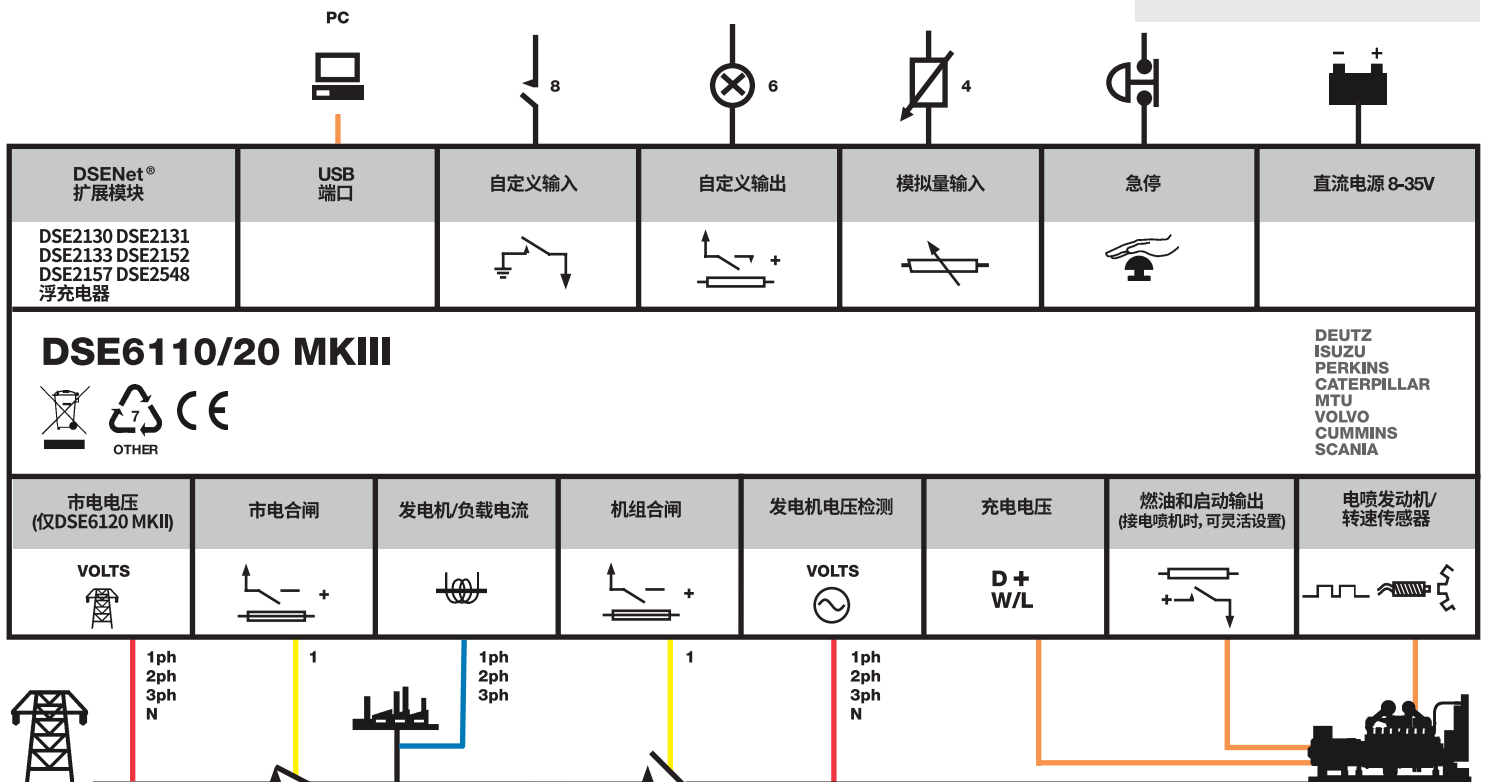 PC
8
6
4
- +
DSENet®
扩展模块
USB
端口
自定义输入
自定义输出
模拟量输入
急停
直流电源 8-35V
DSE2130 DSE2131
DSE2133 DSE2152
DSE2157 DSE2548
浮充电器
+
DSE6110/20 MKIII
7
OTHER
CE
DEUTZ
ISUZU
PERKINS
CATERPILLAR
MTU
VOLVO
CUMMINS
SCANIA
市电电压
(仅DSE6120 MKII)
市电合闸
发电机/负载电流
机组合闸
发电机电压检测
充电电压
燃油和启动输出
(接电喷机时, 可灵活设置)
电喷发动机/
转速传感器
VOLTS
+
+
VOLTS
D +
W/L
+
1ph
2ph
3ph
N
1
1ph
2ph
3ph
1
1ph
2ph
3ph
N